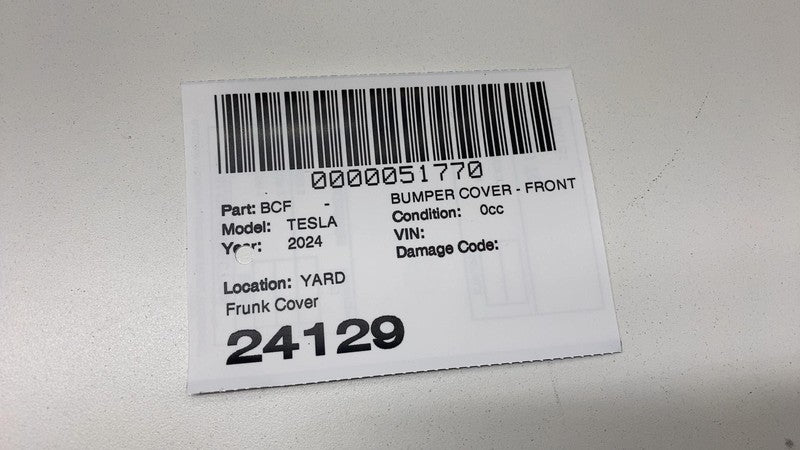 0000051770
Part: BCF - BUMPER COVER - FRONT
Model: TESLA Condition: 0cc
Year: 2024 VIN:
Damage Code:
Location: YARD
Frunk Cover
24129